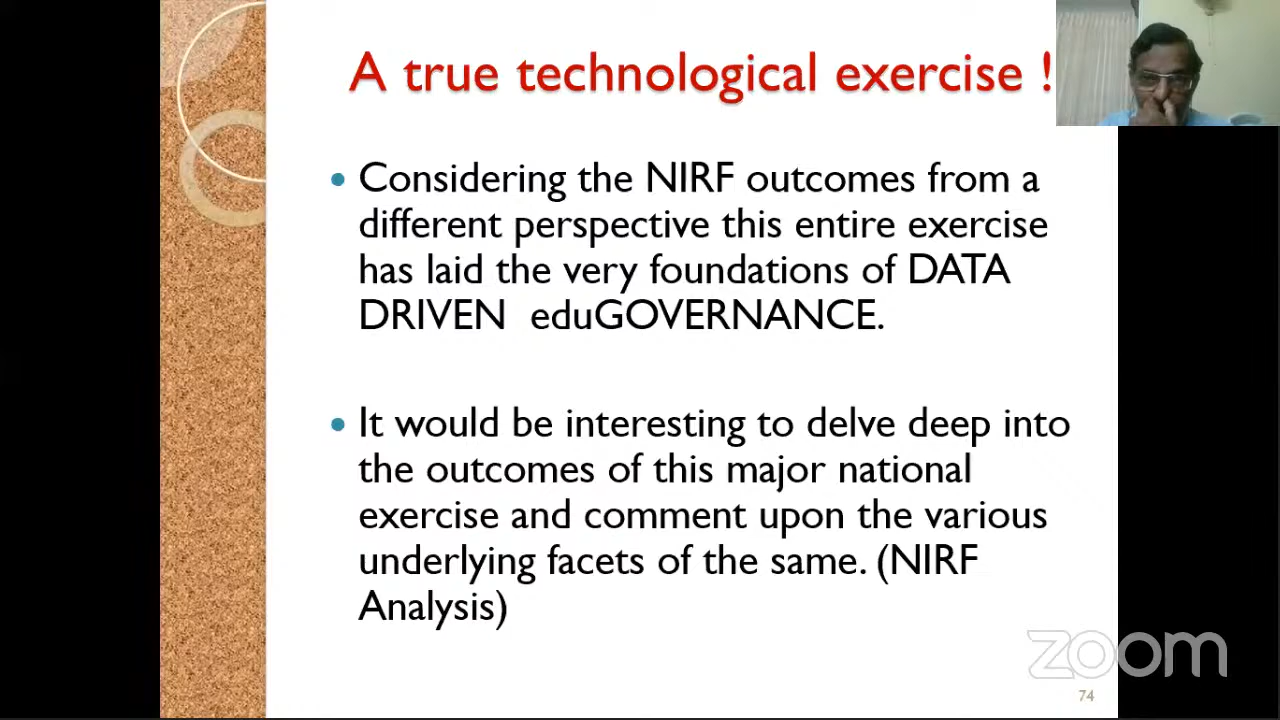 A true technological exercise !
Considering the NIRF outcomes from a
different perspective this entire exercise
has laid the very foundations of DATA
DRIVEN eduGOVERNANCE.
It would be interesting to delve deep into
the outcomes of this major national
exercise and comment upon the various
underlying facets of the same. (NIRF
Analysis)
zoom
74